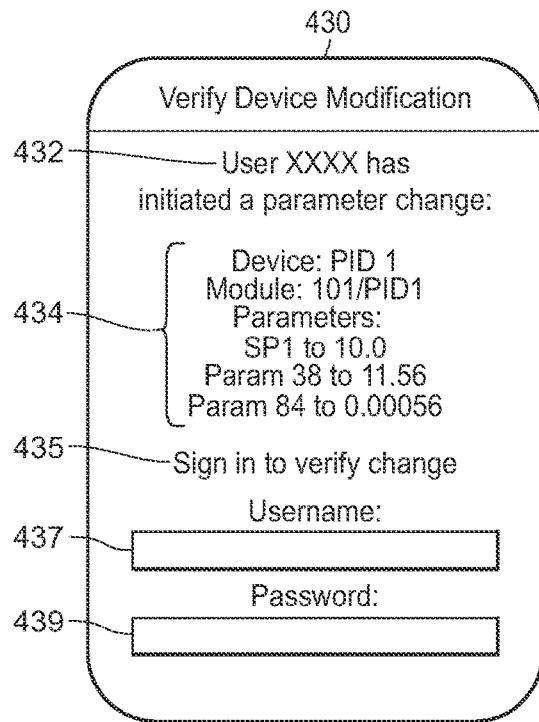 430
Verify Device Modification
432
User XXXX has
initiated a parameter change:
434
Device: PID 1
Module: 101/PID1
Parameters:
SP1 to 10.0
Param 38 to 11.56
Param 84 to 0.00056
435
Sign in to verify change
Username:
437
Password:
439